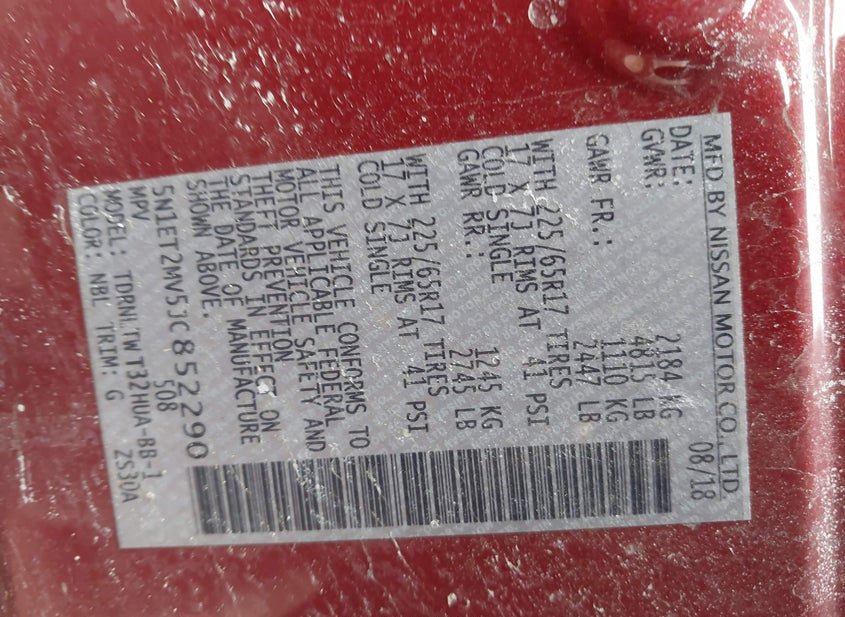 MFD BY NISSAN MOTOR CO., LTD.
DATE: 08/18
GVWR: 2184 KG
4815 LB
GAWR FR.: 1110 KG
2447 LB
WITH 225/65R17 TIRES
17 X 7J RIMS AT 41 PSI
COLD SINGLE
GAWR RR.: 1245 KG
2745 LB
WITH 225/65R17 TIRES
17 X 7J RIMS AT 41 PSI
COLD SINGLE
THIS VEHICLE CONFORMS TO
ALL APPLICABLE FEDERAL
MOTOR VEHICLE SAFETY AND
THEFT PREVENTION
STANDARDS IN EFFECT ON
THE DATE OF MANUFACTURE
SHOWN ABOVE.
5N1ET2MV5JC852290
MPV 508
MODEL: TDRNLTWT32HUA-BB-J
COLOR: NBL TRIM: G ZS30A